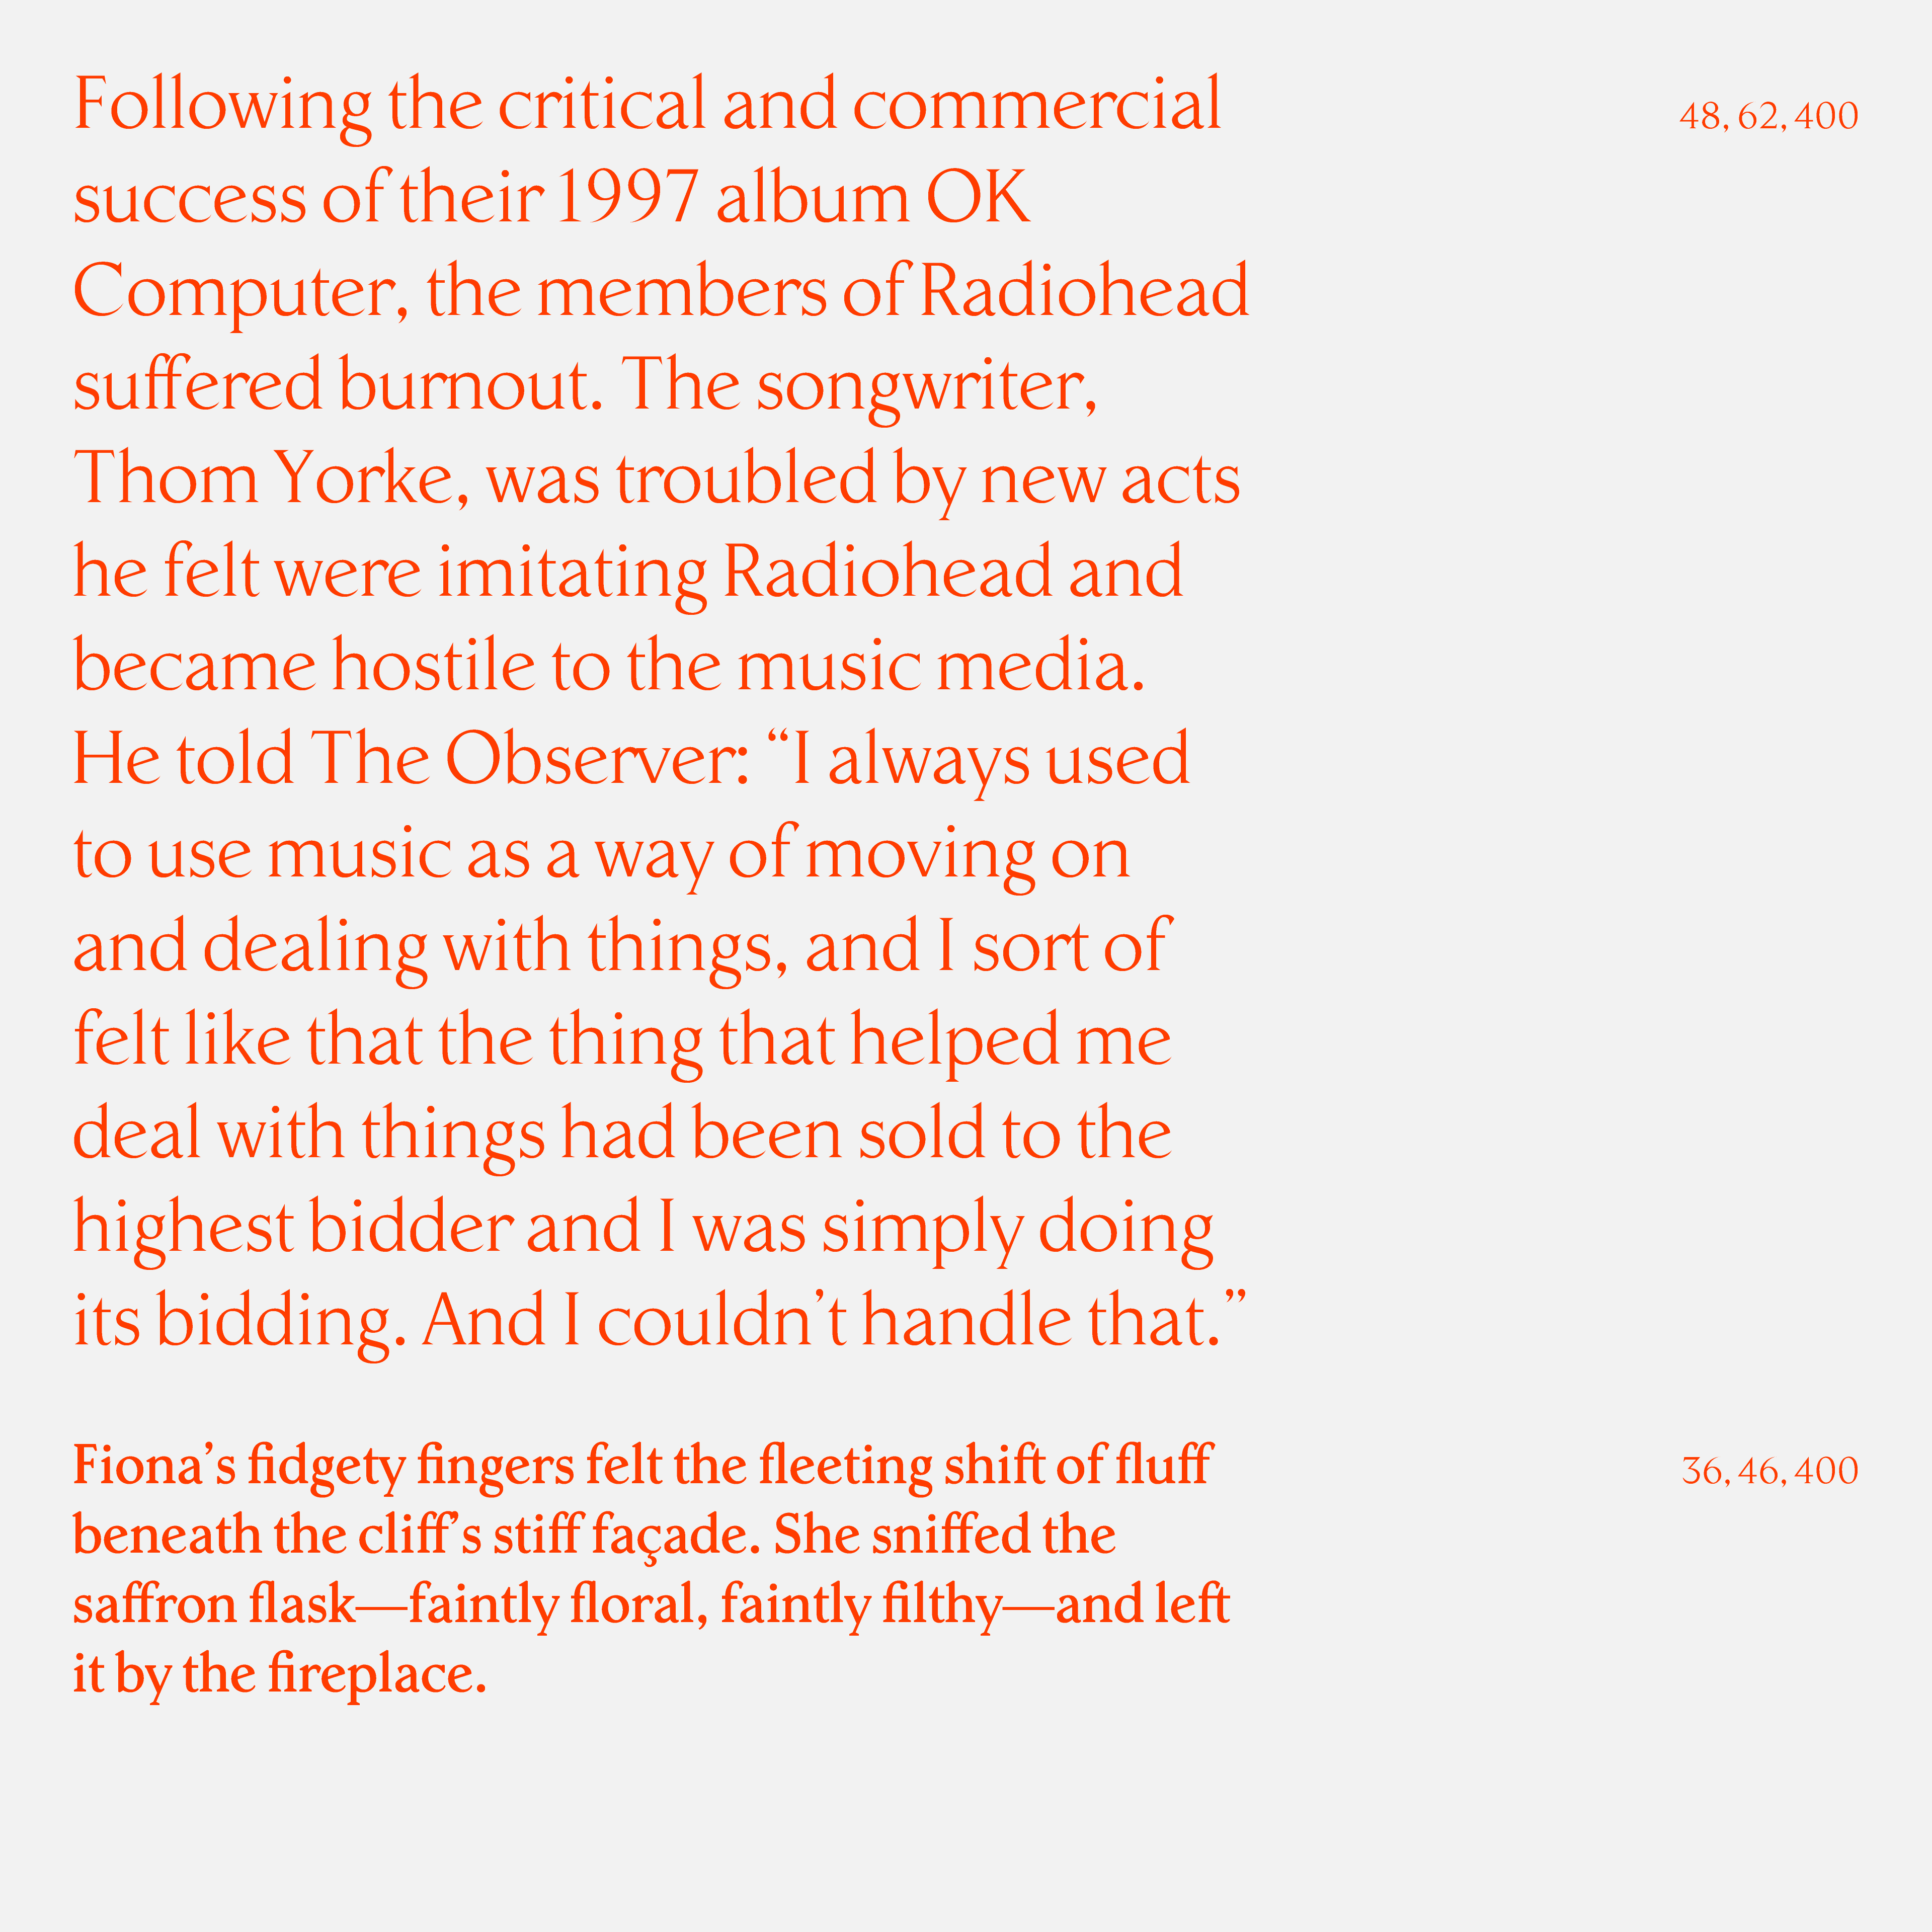 Following the critical and commercial
48, 62, 400
success of their 1997 album OK
Computer, the members of Radiohead
suffered burnout. The songwriter,
Thom Yorke, was troubled by new acts
he felt were imitating Radiohead and
became hostile to the music media.
He told The Observer: “I always used
to use music as a way of moving on
and dealing with things, and I sort of
felt like that the thing that helped me
deal with things had been sold to the
highest bidder and I was simply doing
its bidding. And I couldn’t handle that.”
Fiona’s fidgety fingers felt the fleeting shift of fluff
36, 46, 400
beneath the cliff’s stiff façade. She sniffed the
saffron flask—faintly floral, faintly filthy—and left
it by the fireplace.